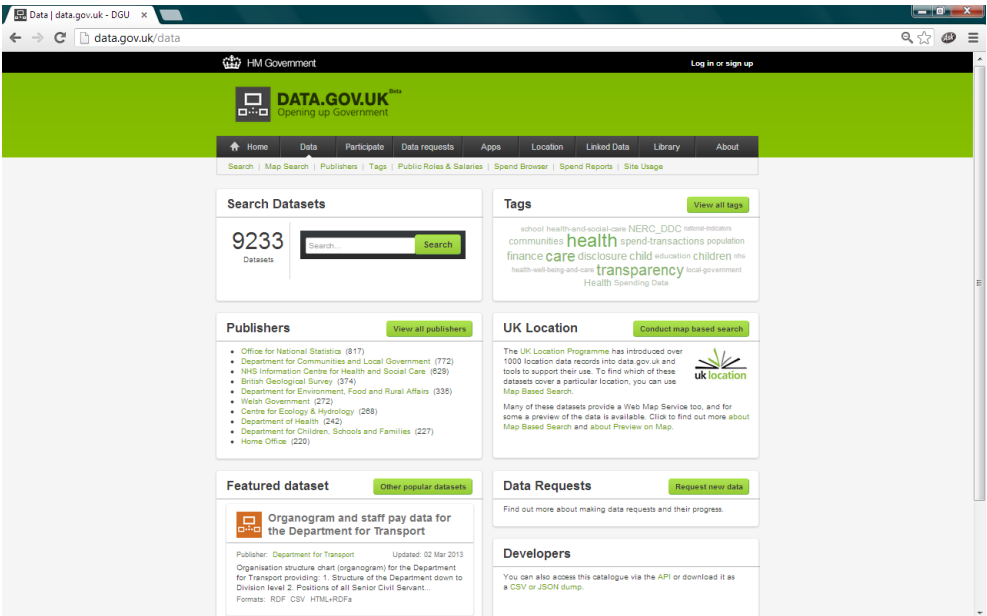 Data | data.gov.uk - DGU
data.gov.uk/data
HM Government
Log in or sign up
DATA.GOV.UK Beta
Opening up Government
Home Data Participate Data requests Apps Location Linked Data Library About
Search | Map Search | Publishers | Tags | Public Roles & Salaries | Spend Browser | Spend Reports | Site Usage
Search Datasets
9233
Datasets
Search...
Search
Tags
View all tags
school health-and-social-care NERC_DDC national-indicators
communities health spend-transactions population
finance care disclosure child education children nhs
health-well-being-and-care transparency local-government
Health Spending Data
Publishers
View all publishers
Office for National Statistics (817)
Department for Communities and Local Government (772)
NHS Information Centre for Health and Social Care (629)
British Geological Survey (374)
Department for Environment, Food and Rural Affairs (335)
Welsh Government (272)
Centre for Ecology & Hydrology (268)
Department of Health (242)
Department for Children, Schools and Families (227)
Home Office (220)
UK Location
Conduct map based search
The UK Location Programme has introduced over
1000 location data records into data.gov.uk and
tools to support their use. To find which of these
datasets cover a particular location, you can use
Map Based Search.
uk location
Many of these datasets provide a Web Map Service too, and for
some a preview of the data is available. Click to find out more about
Map Based Search and about Preview on Map.
Featured dataset
Other popular datasets
Organogram and staff pay data for
the Department for Transport
Publisher: Department for Transport Updated: 02 Mar 2013
Organisation structure chart (organogram) for the Department
for Transport providing: 1. Structure of the Department down to
Division level 2. Positions of all Senior Civil Servant...
Formats: RDF CSV HTML+RDFa
Data Requests
Request new data
Find out more about making data requests and their progress.
Developers
You can also access this catalogue via the API or download it as
a CSV or JSON dump.